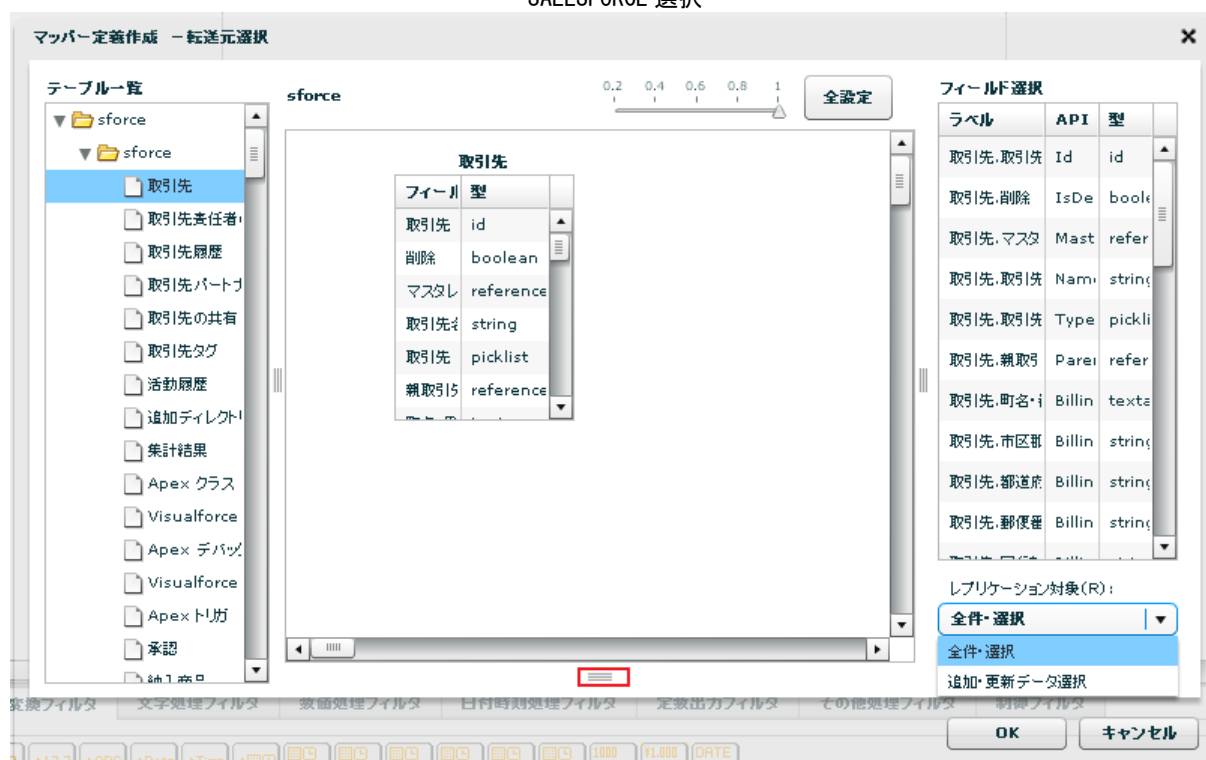 SALESFORCE 選択
マッパー定義作成 －転送元選択
テーブル一覧
sforce
sforce
取引先
取引先責任者
取引先履歴
取引先パートナ
取引先の共有
取引先タグ
活動履歴
追加ディレクトリ
集計結果
Apex クラス
Visualforce
Apex デバッグ
Visualforce
Apex トリガ
承認
納入商品
sforce
0.2 0.4 0.6 0.8 1
全設定
取引先
フィール 型
取引先 id
削除 boolean
マスタレ reference
取引先名 string
取引先 picklist
親取引先 reference
フィールド選択
ラベル API 型
取引先.取引先 Id id
取引先.削除 IsDe boole
取引先.マスタ Mast refer
取引先.取引先 Nam string
取引先.取引先 Type pickli
取引先.親取引 Parei refer
取引先.町名・ Billin texta
取引先.市区郡 Billin string
取引先.都道府 Billin string
取引先.郵便番 Billin string
レプリケーション対象(R):
全件・選択
全件・選択
追加・更新データ選択
変換フィルタ 文字処理フィルタ 数値処理フィルタ 日付時刻処理フィルタ 定数出力フィルタ その他処理フィルタ 制御フィルタ
OK キャンセル
1000 ¥1,000 DATE